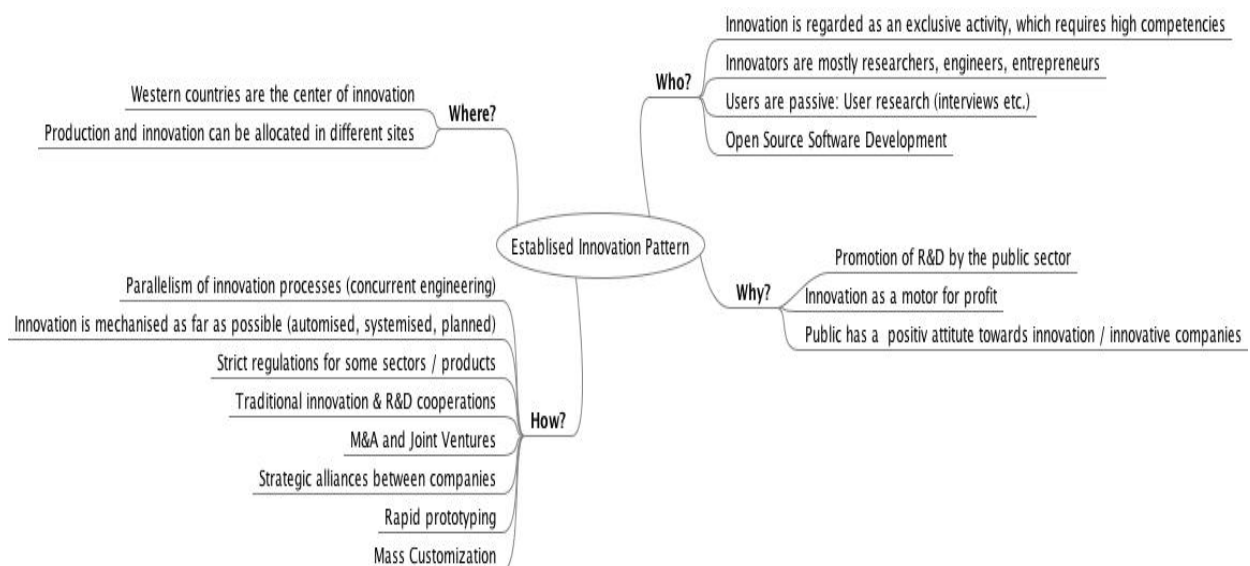 Establised Innovation Pattern
Who?
Innovation is regarded as an exclusive activity, which requires high competencies
Innovators are mostly researchers, engineers, entrepreneurs
Users are passive: User research (interviews etc.)
Open Source Software Development
Why?
Promotion of R&D by the public sector
Innovation as a motor for profit
Public has a positiv attitute towards innovation / innovative companies
Where?
Western countries are the center of innovation
Production and innovation can be allocated in different sites
How?
Parallelism of innovation processes (concurrent engineering)
Innovation is mechanised as far as possible (automised, systemised, planned)
Strict regulations for some sectors / products
Traditional innovation & R&D cooperations
M&A and Joint Ventures
Strategic alliances between companies
Rapid prototyping
Mass Customization